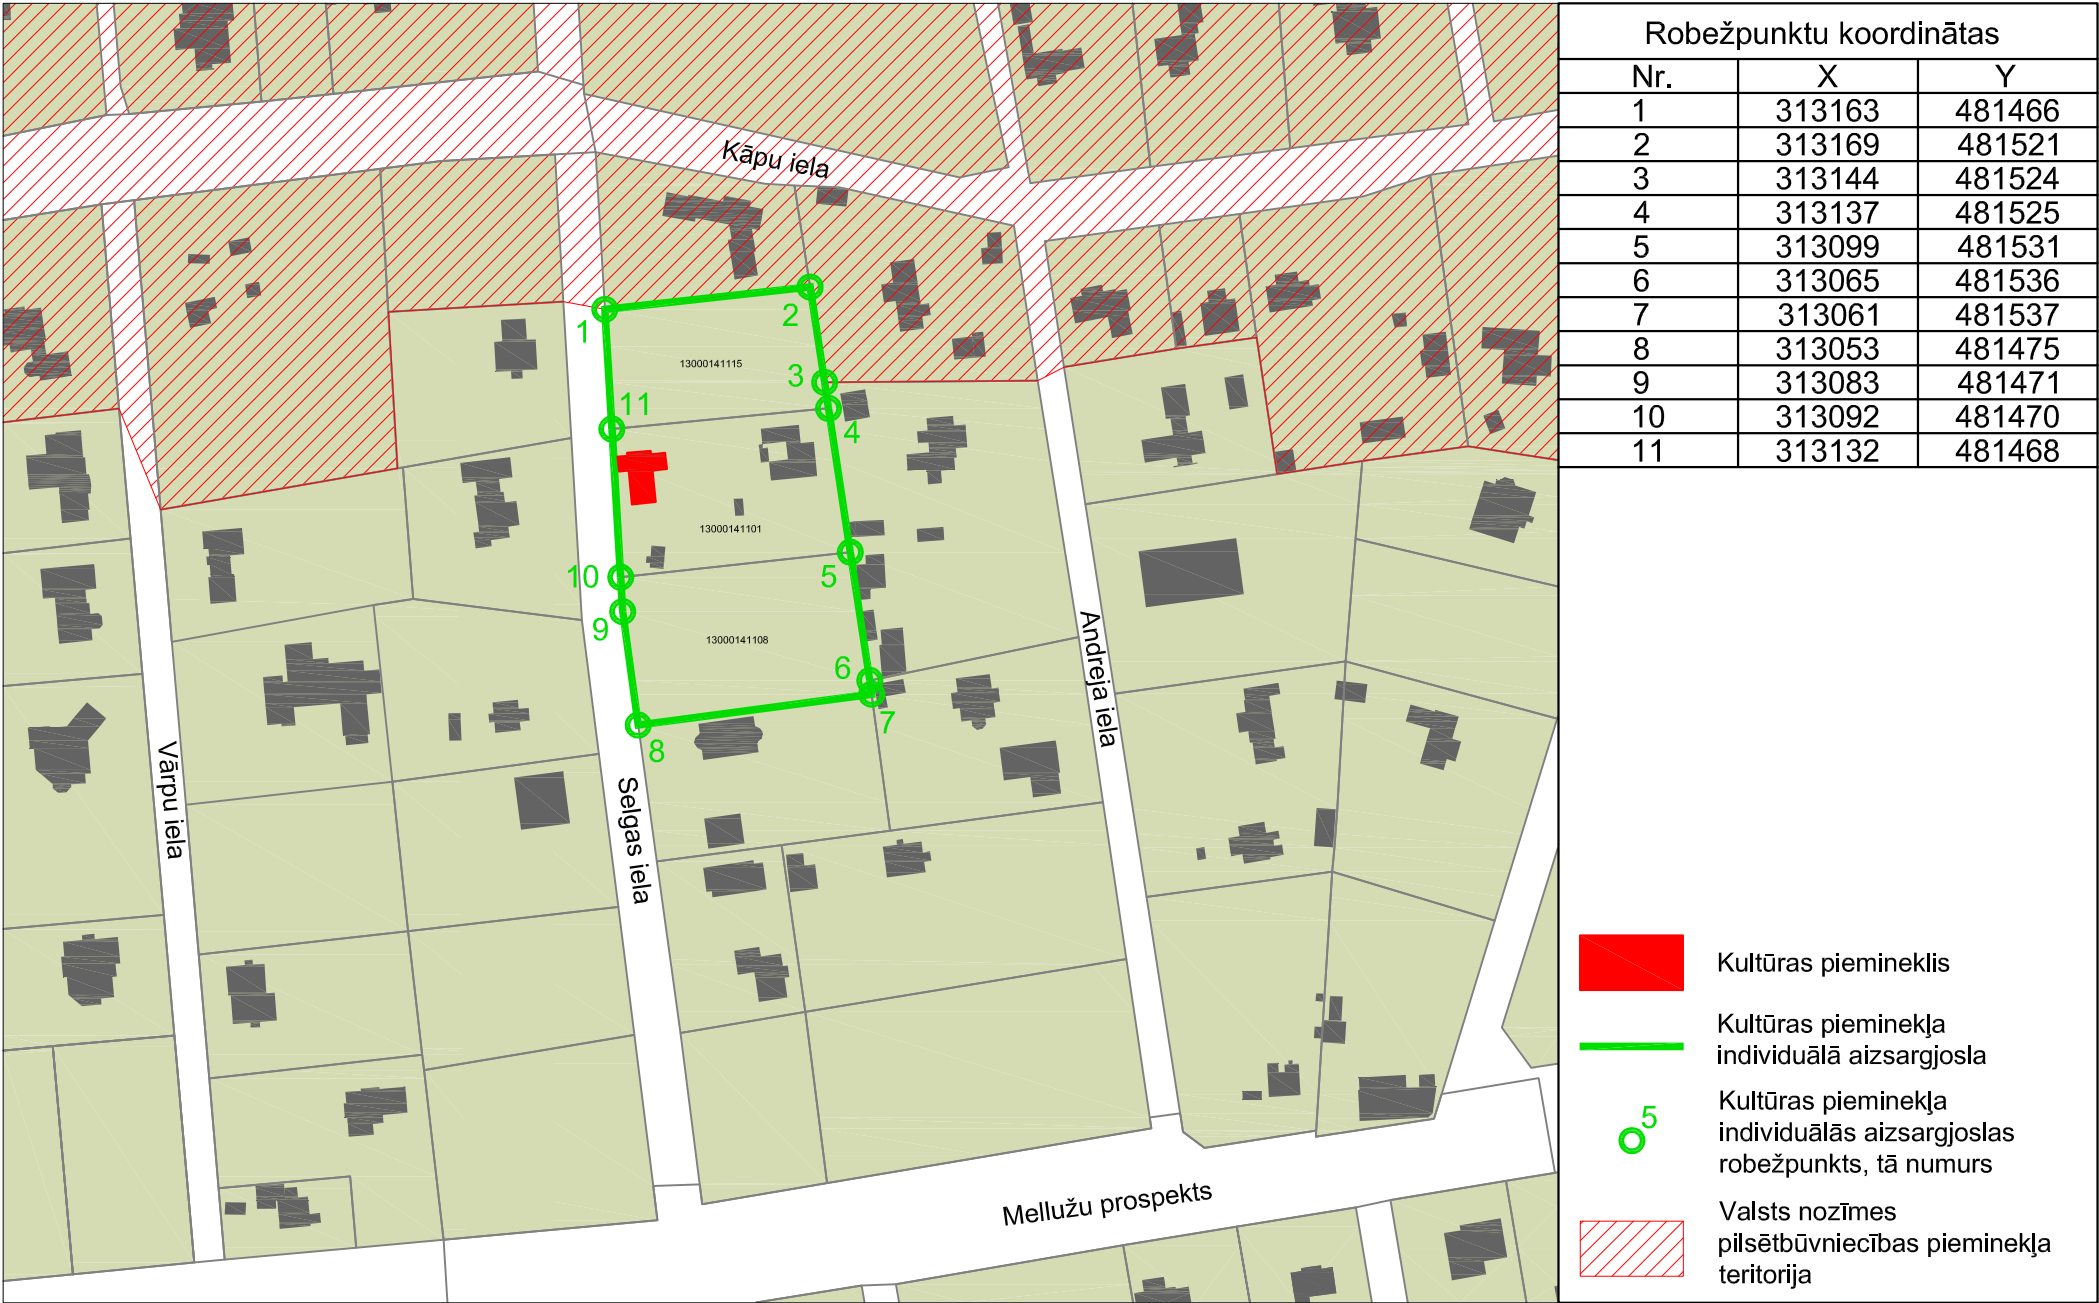 Robežpunktu koordinātas
Nr. X Y
1 313163 481466
2 313169 481521
3 313144 481524
4 313137 481525
5 313099 481531
6 313065 481536
7 313061 481537
8 313053 481475
9 313083 481471
10 313092 481470
11 313132 481468
Kāpu iela
1
2
13000141115
3
11
4
13000141101
10
5
9
13000141108
6
7
8
Vārpu iela
Selgas iela
Andreja iela
Mellužu prospekts
Kultūras piemineklis
Kultūras pieminekļa
individuālā aizsargjosla
5
Kultūras pieminekļa
individuālās aizsargjoslas
robežpunkts, tā numurs
Valsts nozīmes
pilsētbūvniecības pieminekļa
teritorija